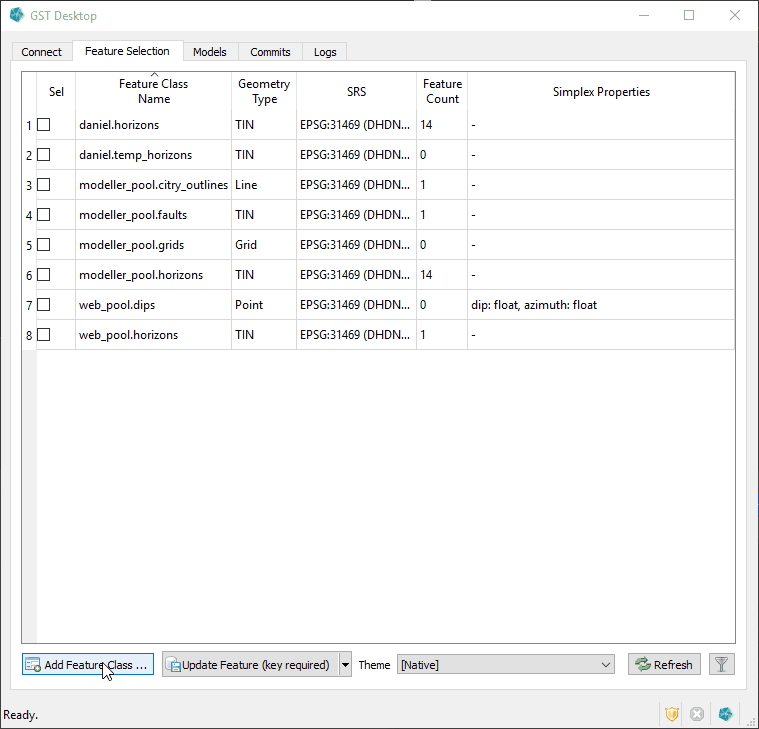 GST Desktop
Connect Feature Selection Models Commits Logs
Sel Feature Class Name Geometry Type SRS Feature Count Simplex Properties
1 daniel.horizons TIN EPSG:31469 (DHDN... 14 -
2 daniel.temp_horizons TIN EPSG:31469 (DHDN... 0 -
3 modeller_pool.citry_outlines Line EPSG:31469 (DHDN... 1 -
4 modeller_pool.faults TIN EPSG:31469 (DHDN... 1 -
5 modeller_pool.grids Grid EPSG:31469 (DHDN... 0 -
6 modeller_pool.horizons TIN EPSG:31469 (DHDN... 14 -
7 web_pool.dips Point EPSG:31469 (DHDN... 0 dip: float, azimuth: float
8 web_pool.horizons TIN EPSG:31469 (DHDN... 1 -
Add Feature Class ... Update Feature (key required) Theme [Native] Refresh
Ready.